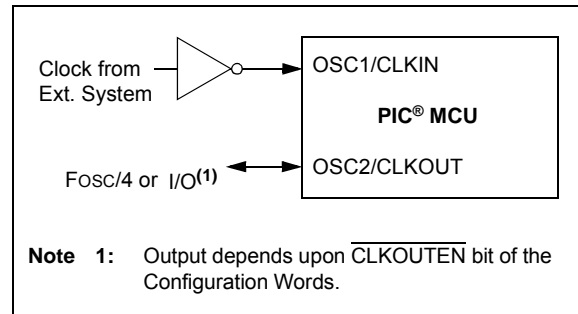 Clock from
Ext. System
OSC1/CLKIN
PIC® MCU
FOSC/4 or I/O(1)
OSC2/CLKOUT
Note 1: Output depends upon CLKOUTEN bit of the
Configuration Words.